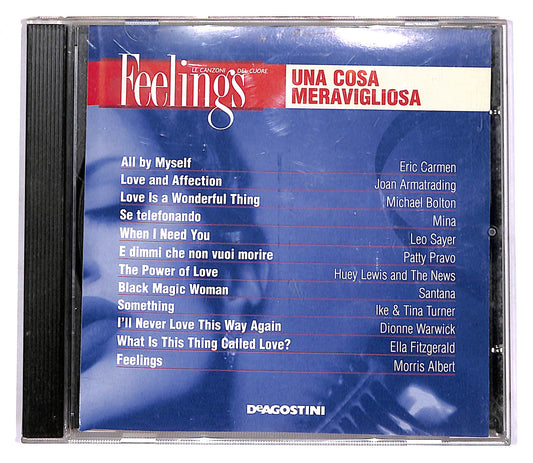 LE CANZONI DEL CUORE
Feelings
UNA COSA
MERAVIGLIOSA
All by Myself Eric Carmen
Love and Affection Joan Armatrading
Love Is a Wonderful Thing Michael Bolton
Se telefonando Mina
When I Need You Leo Sayer
E dimmi che non vuoi morire Patty Pravo
The Power of Love Huey Lewis and The News
Black Magic Woman Santana
Something Ike & Tina Turner
I'll Never Love This Way Again Dionne Warwick
What Is This Thing Called Love? Ella Fitzgerald
Feelings Morris Albert
DeAGOSTINI